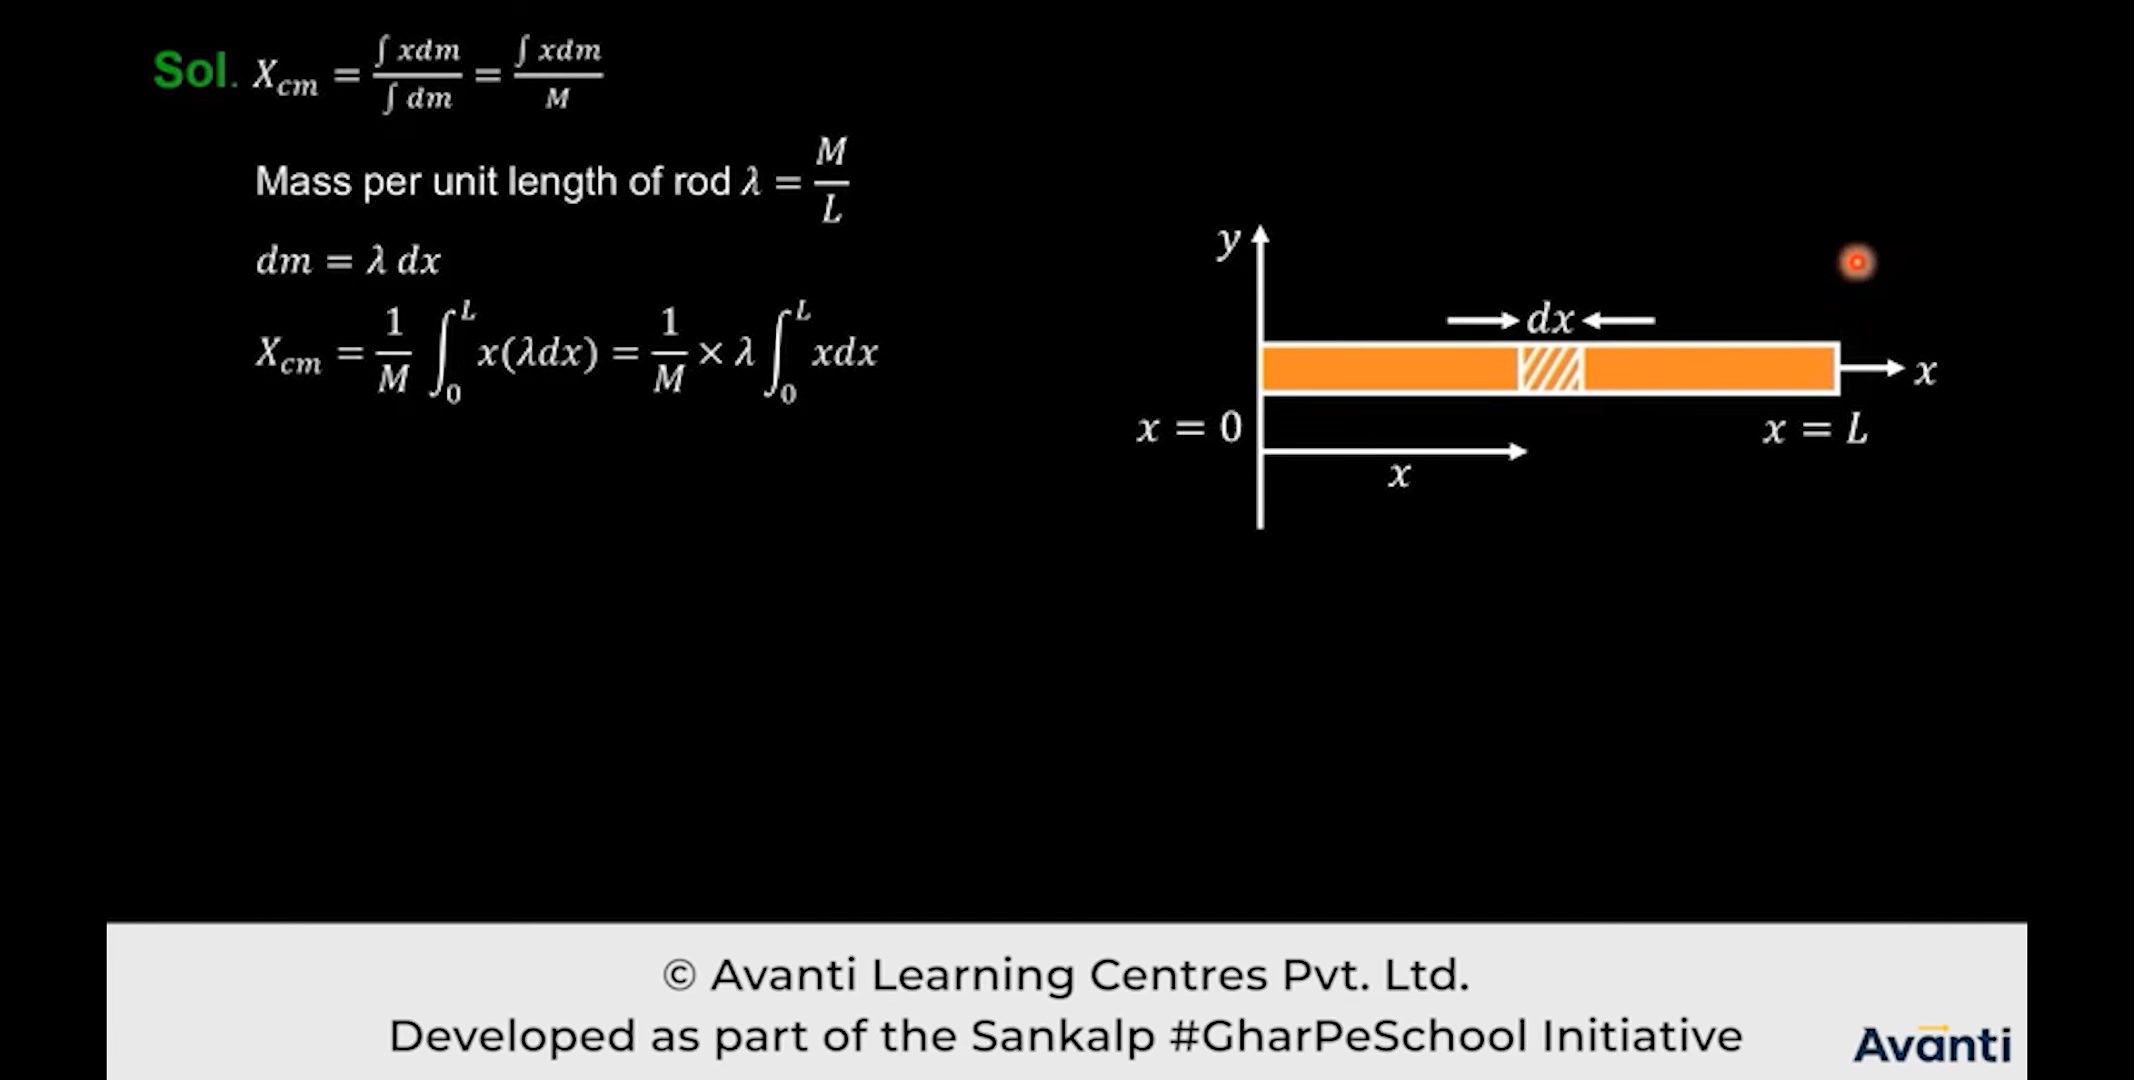 Sol. X_cm = ∫ xdm / ∫ dm = ∫ xdm / M
Mass per unit length of rod λ = M / L
dm = λ dx
X_cm = 1/M ∫_0^L x(λdx) = 1/M × λ ∫_0^L xdx
y
dx
x
x = 0
x = L
x
© Avanti Learning Centres Pvt. Ltd.
Developed as part of the Sankalp #GharPeSchool Initiative
Avanti